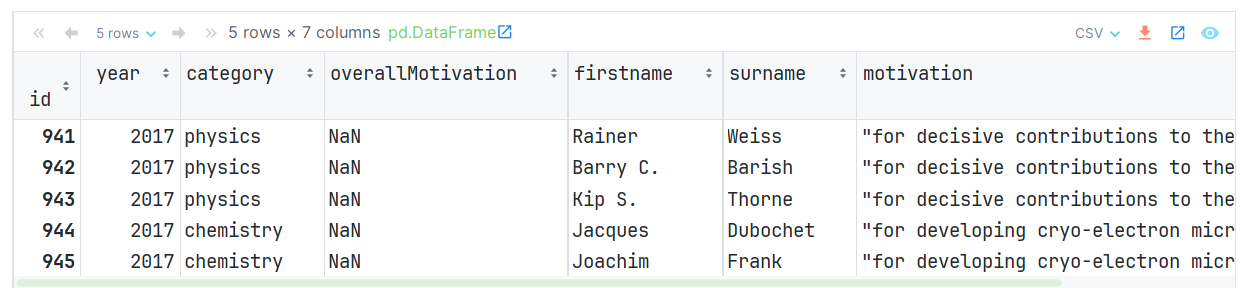 5 rows 5 rows × 7 columns pd.DataFrame CSV
id year category overallMotivation firstname surname motivation
941 2017 physics NaN Rainer Weiss "for decisive contributions to the
942 2017 physics NaN Barry C. Barish "for decisive contributions to the
943 2017 physics NaN Kip S. Thorne "for decisive contributions to the
944 2017 chemistry NaN Jacques Dubochet "for developing cryo-electron micr
945 2017 chemistry NaN Joachim Frank "for developing cryo-electron micr